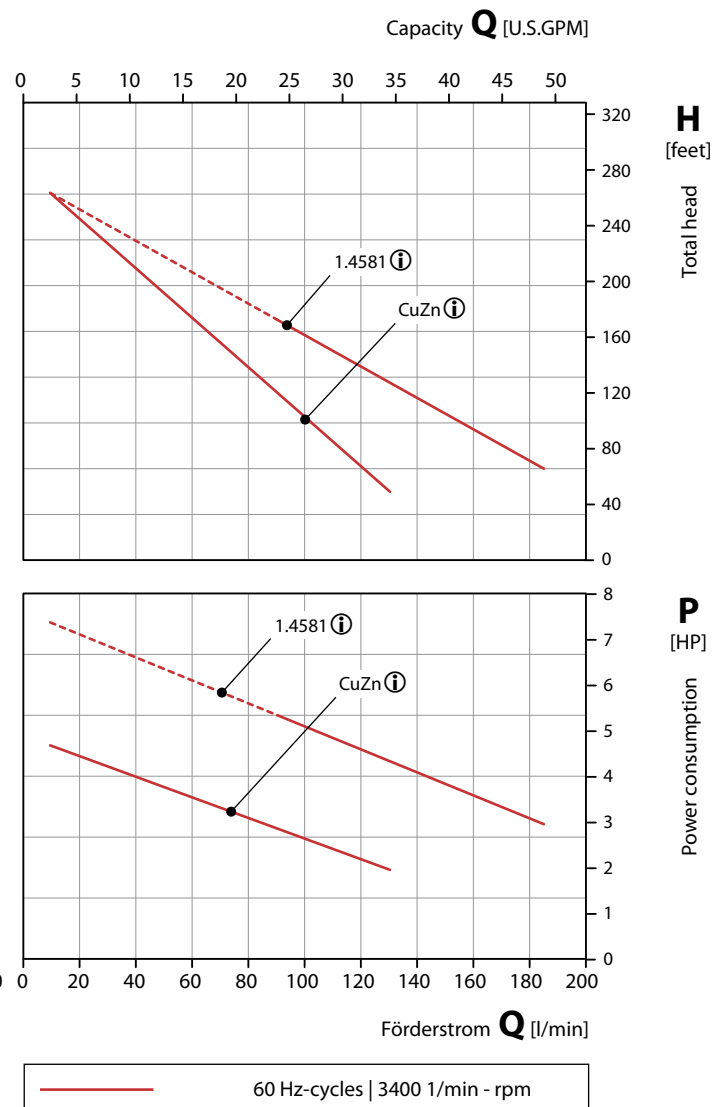 Capacity Q [U.S.GPM]
0 5 10 15 20 25 30 35 40 45 50
320
H
[feet]
280
Total head
240
1.4581 ⓘ
200
CuZn ⓘ
160
120
80
40
0
8
P
[HP]
7
1.4581 ⓘ
CuZn ⓘ
6
Power consumption
5
4
3
2
1
0
0 0 20 40 60 80 100 120 140 160 180 200
Förderstrom Q [l/min]
60 Hz-cycles | 3400 1/min - rpm